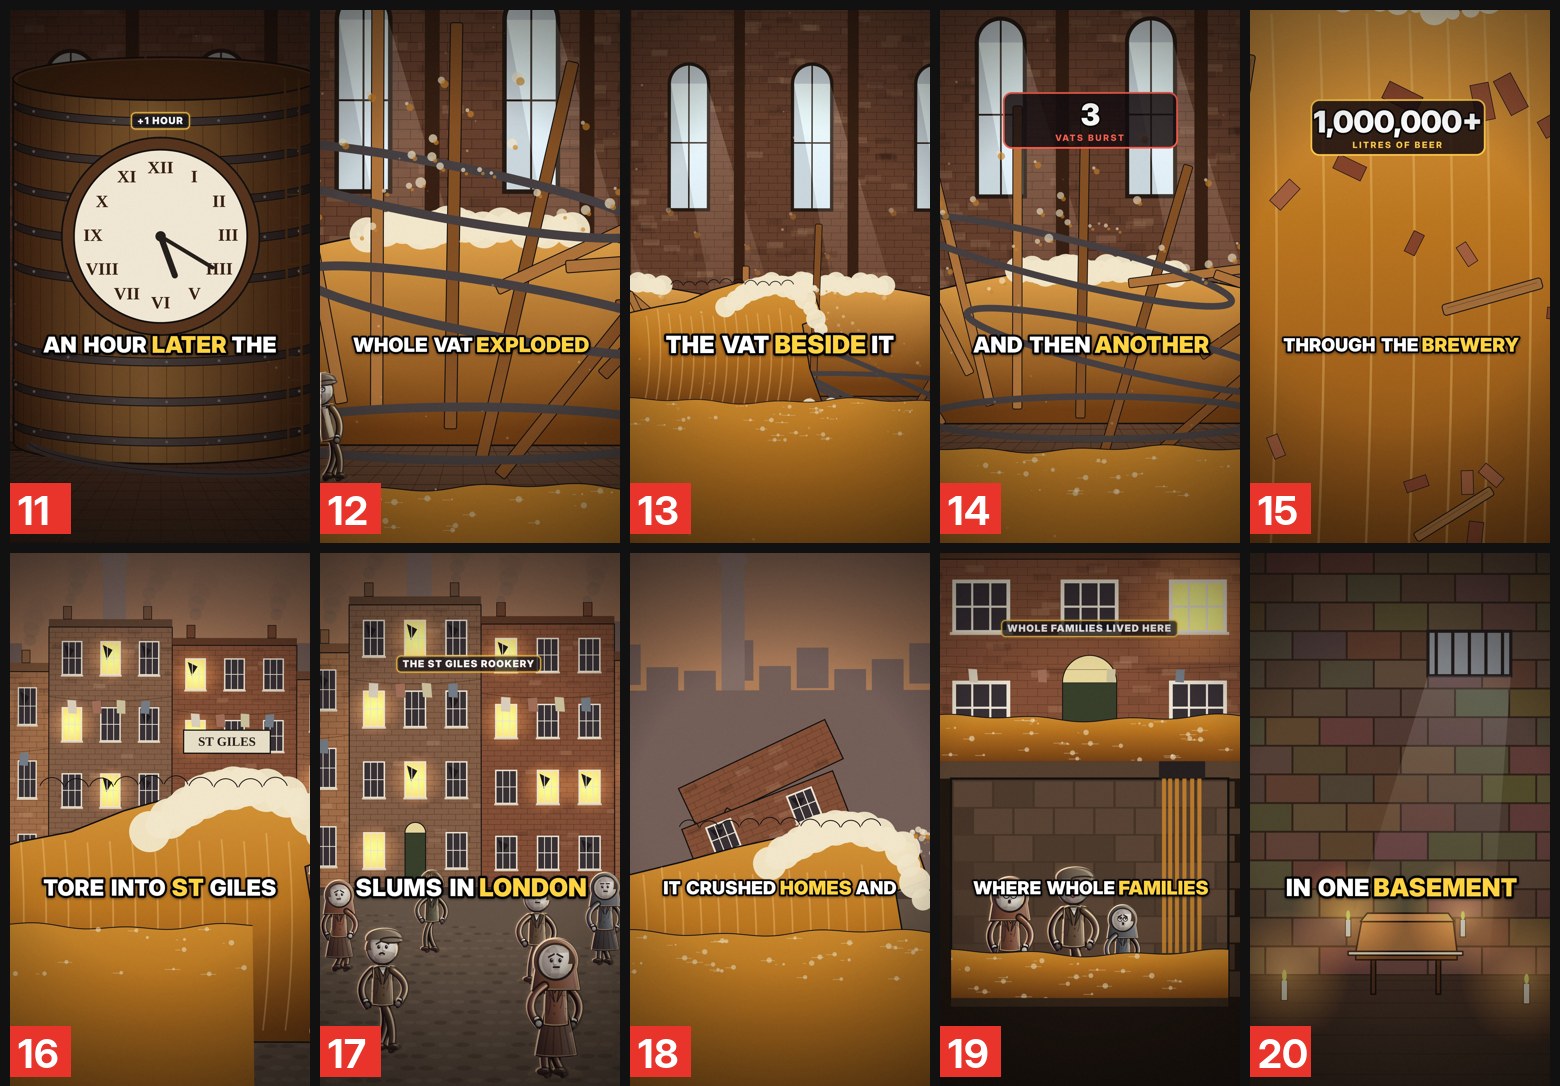 +1 HOUR
XII
XI
I
X
II
IX
III
VIII
IIII
VII
V
VI
AN HOUR LATER THE
11
WHOLE VAT EXPLODED
12
THE VAT BESIDE IT
13
3
VATS BURST
AND THEN ANOTHER
14
1,000,000+
LITRES OF BEER
THROUGH THE BREWERY
15
ST GILES
TORE INTO ST GILES
16
THE ST GILES ROOKERY
SLUMS IN LONDON
17
IT CRUSHED HOMES AND
18
WHOLE FAMILIES LIVED HERE
WHERE WHOLE FAMILIES
19
IN ONE BASEMENT
20